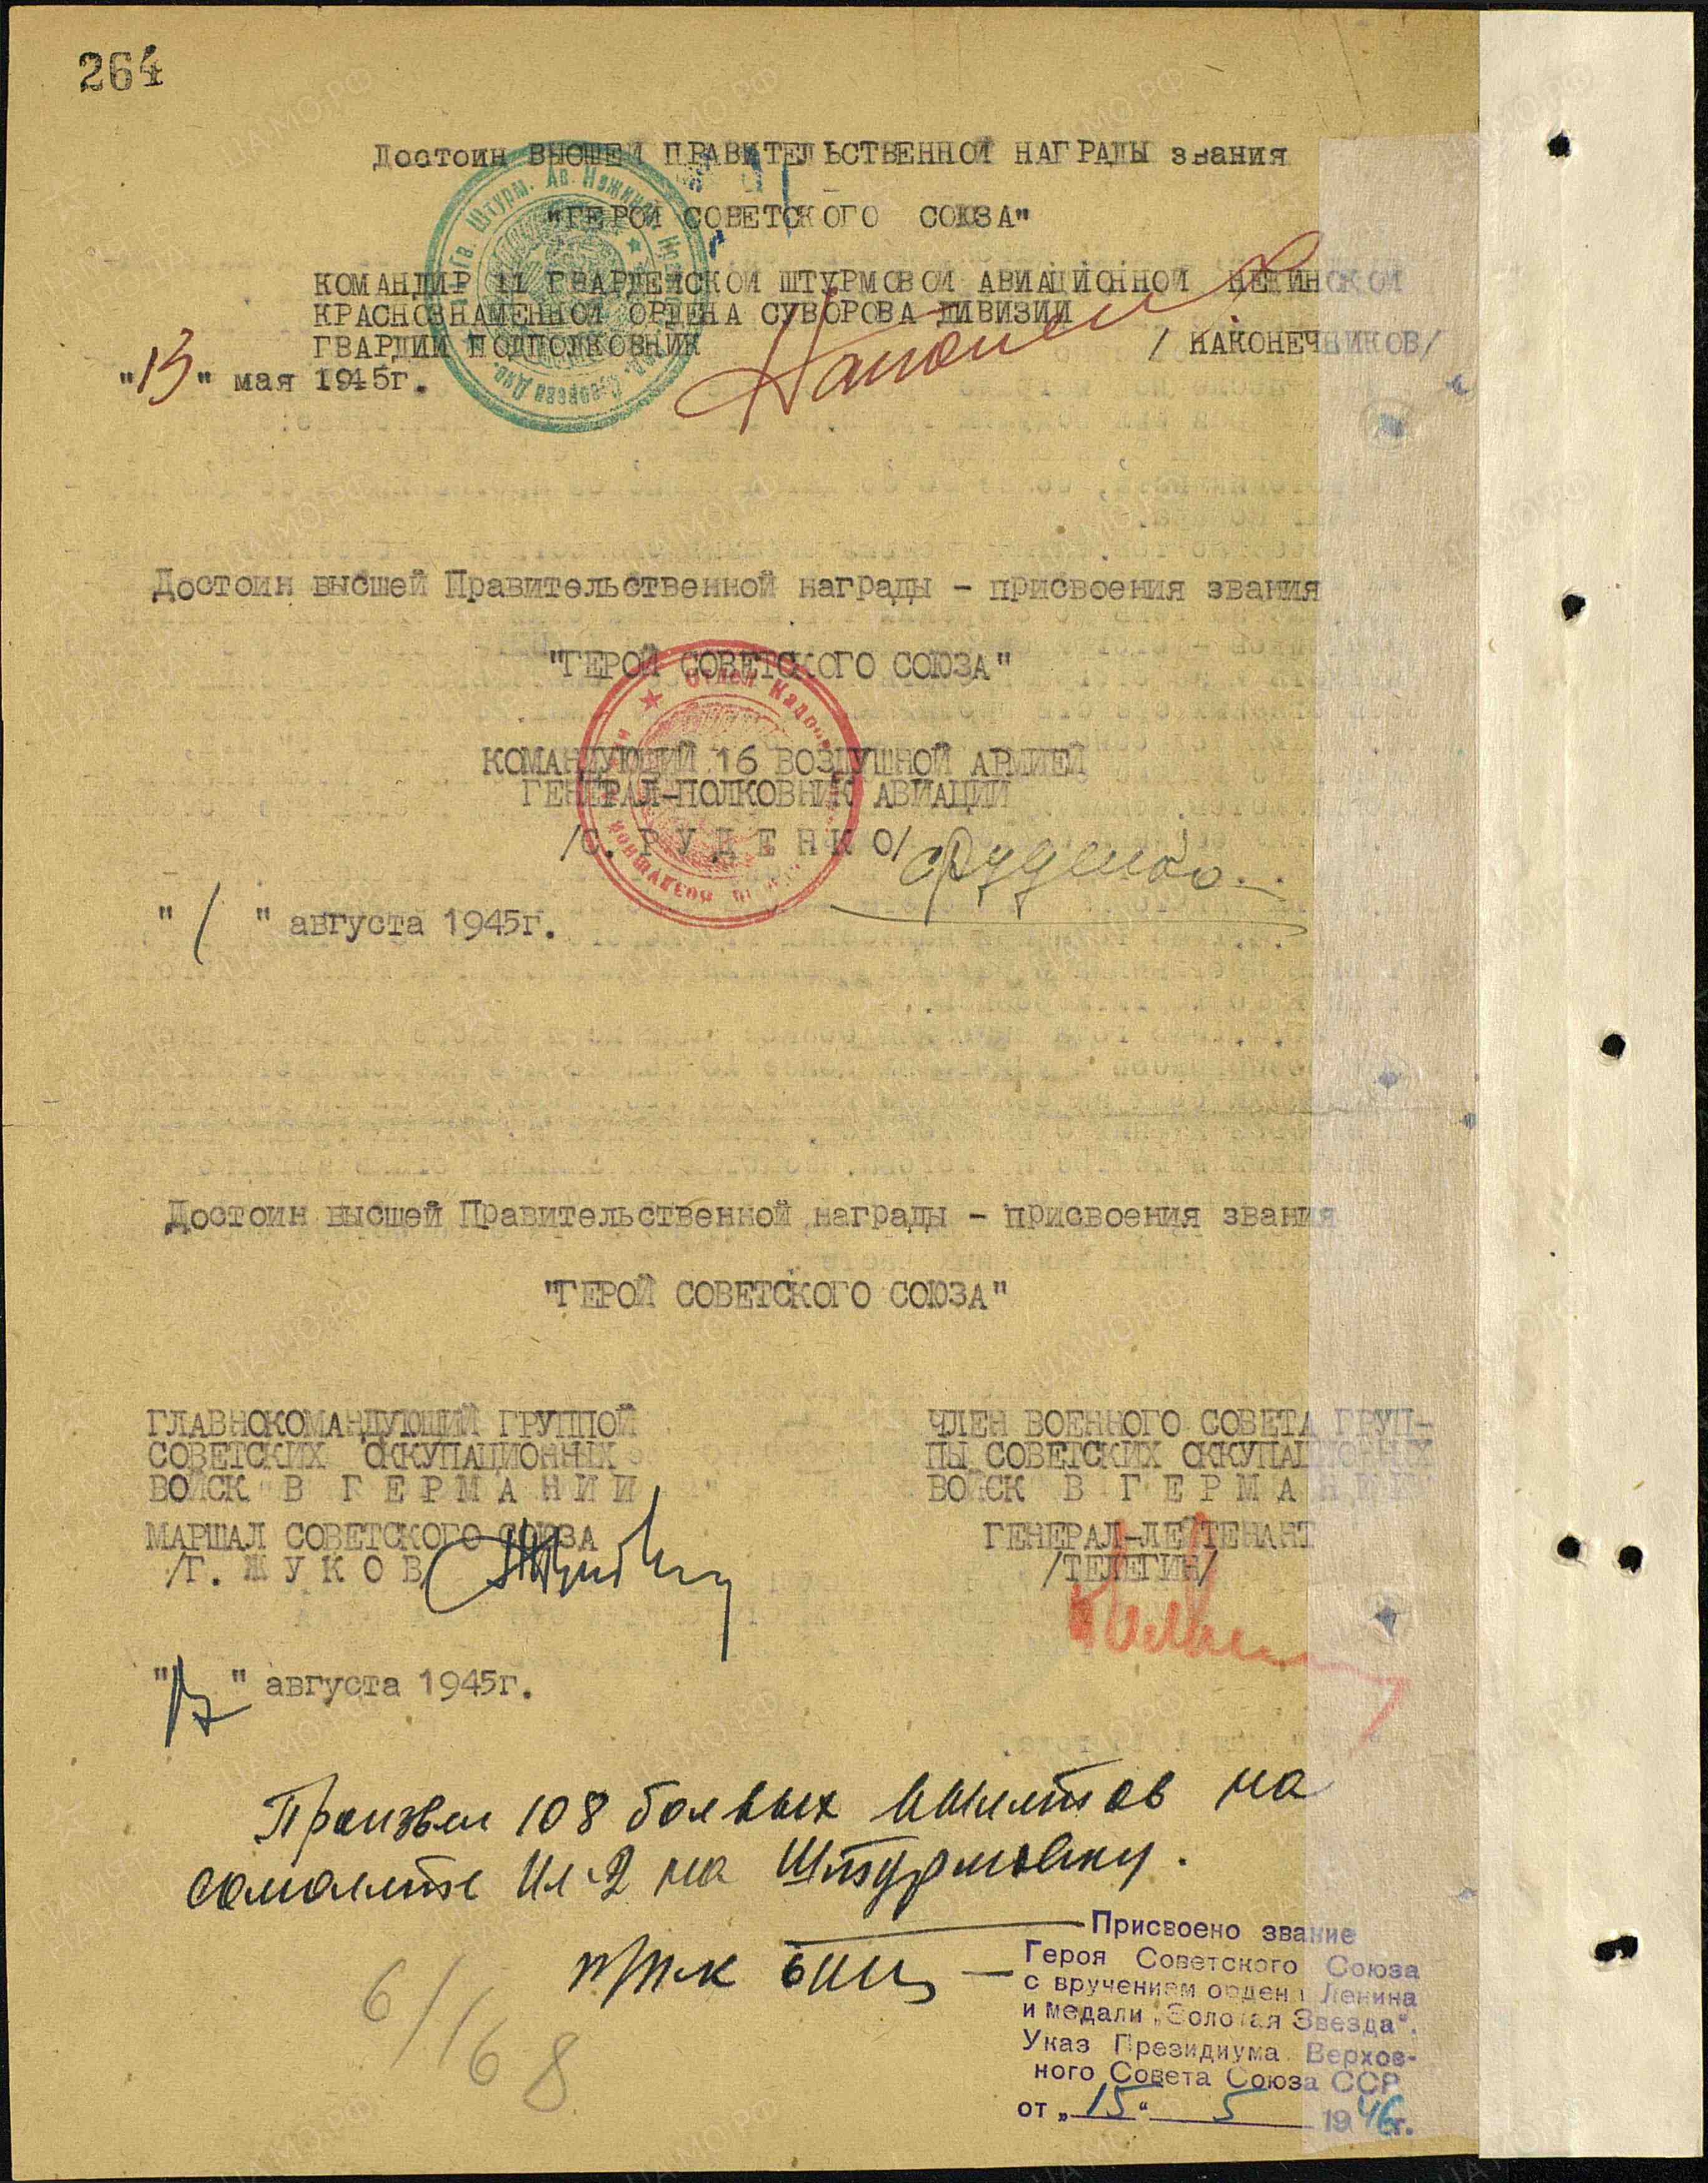 264
Достоин ВЫСШЕЙ ПРАВИТЕЛЬСТВЕННОЙ НАГРАДЫ звания
"ГЕРОЙ СОВЕТСКОГО СОЮЗА"
КОМАНДИР 11 ГВАРДЕЙСКОЙ ШТУРМОВОЙ АВИАЦИОННОЙ НЕЖИНСКОЙ
КРАСНОЗНАМЕННОЙ ОРДЕНА СУВОРОВА ДИВИЗИИ
ГВАРДИИ ПОДПОЛКОВНИК / НАКОНЕЧНИКОВ/
"13" мая 1945г.
Достоин высшей Правительственной награды - присвоения звания
"ГЕРОЙ СОВЕТСКОГО СОЮЗА"
КОМАНДУЮЩИЙ 16 ВОЗДУШНОЙ АРМИЕЙ
ГЕНЕРАЛ-ПОЛКОВНИК АВИАЦИИ
/С. Р У Д Е Н К О/
"1" августа 1945г.
Достоин высшей Правительственной награды - присвоения звания
"ГЕРОЙ СОВЕТСКОГО СОЮЗА"
ГЛАВНОКОМАНДУЮЩИЙ ГРУППОЙ
СОВЕТСКИХ ОККУПАЦИОННЫХ
ВОЙСК В Г Е Р М А Н И И
МАРШАЛ СОВЕТСКОГО СОЮЗА
/Г. Ж У К О В/
ЧЛЕН ВОЕННОГО СОВЕТА ГРУП-
ПЫ СОВЕТСКИХ ОККУПАЦИОННЫХ
ВОЙСК В Г Е Р М А Н И И
ГЕНЕРАЛ-ЛЕЙТЕНАНТ
/ТЕЛЕГИН/
" " августа 1945г.
Произвел 108 боевых вылетов на
самолете Ил-2 на штурмовку.
П/п-к
6/168
Присвоено звание
Героя Советского Союза
с вручением ордена Ленина
и медали „Золотая Звезда".
Указ Президиума Верхов-
ного Совета Союза ССР
от „15" 5 1946г.